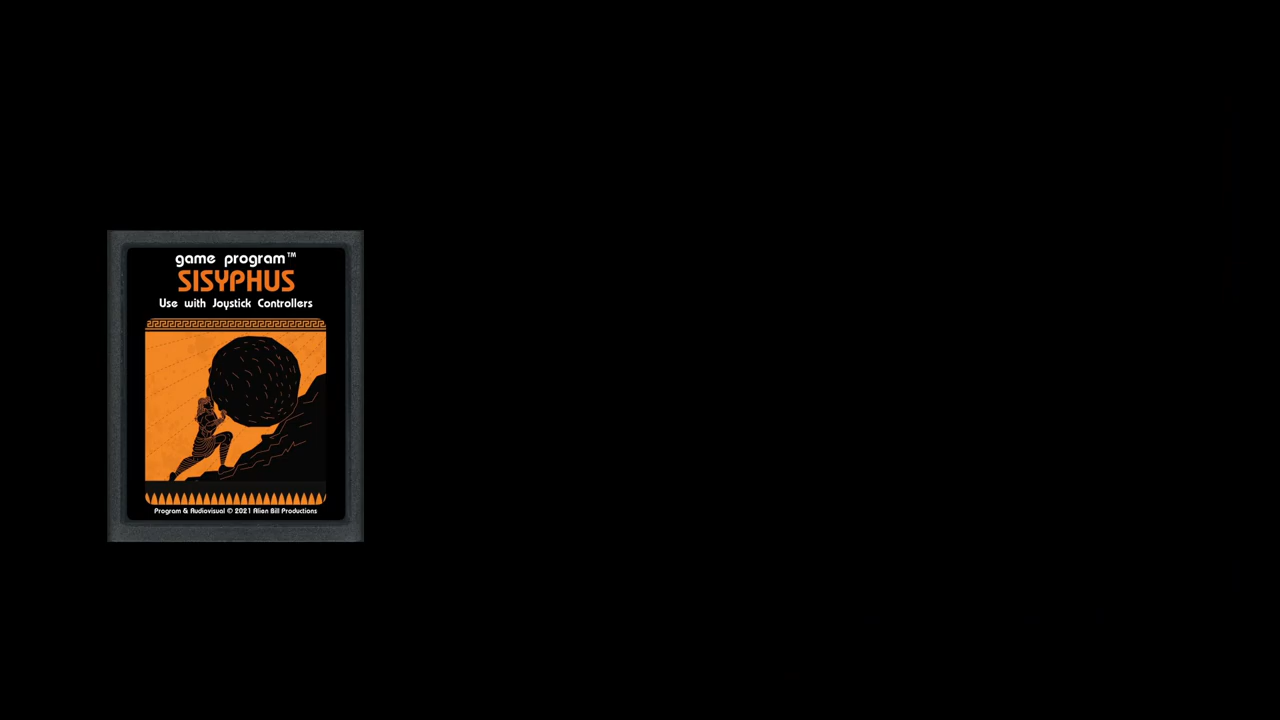 game program™
SISYPHUS
Use with Joystick Controllers
Program & Audiovisual © 2021 Alien Bill Productions